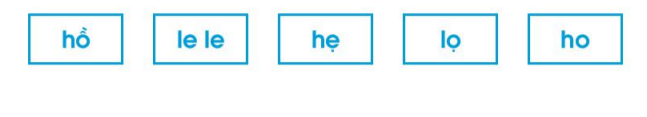 hồ le le hẹ lọ ho